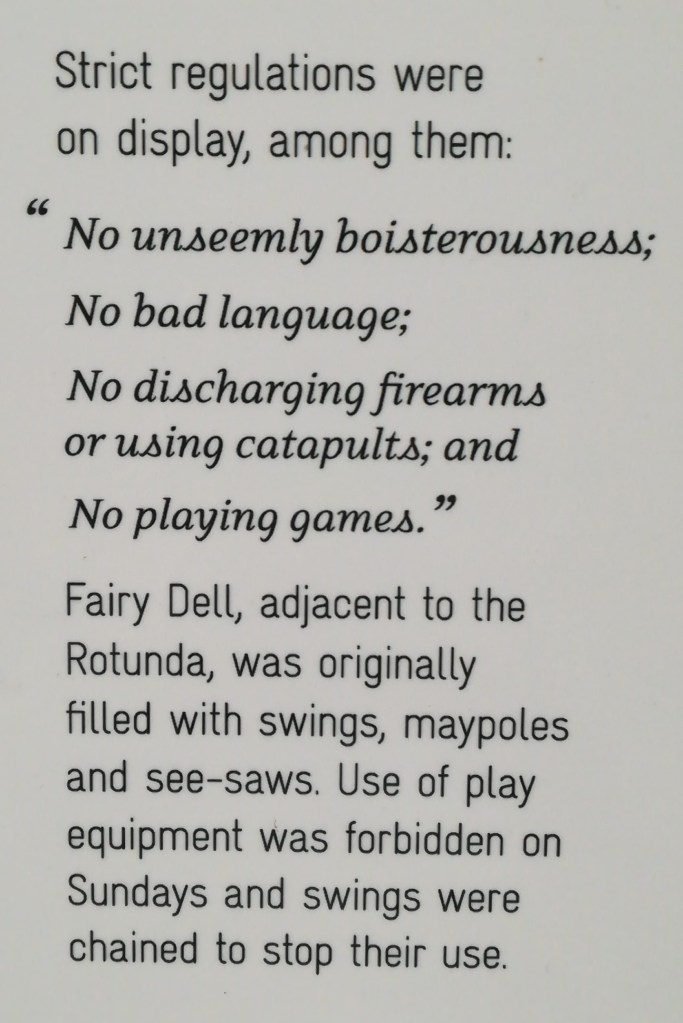 Strict regulations were
on display, among them:
“ No unseemly boisterousness;
No bad language;
No discharging firearms
or using catapults; and
No playing games.”
Fairy Dell, adjacent to the
Rotunda, was originally
filled with swings, maypoles
and see-saws. Use of play
equipment was forbidden on
Sundays and swings were
chained to stop their use.